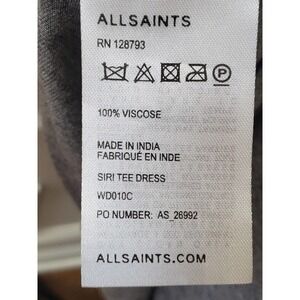 ALLSAINTS
RN 128793
P
100% VISCOSE
MADE IN INDIA
FABRIQUÉ EN INDE
SIRI TEE DRESS
WD010C
PO NUMBER: AS_26992
ALLSAINTS.COM